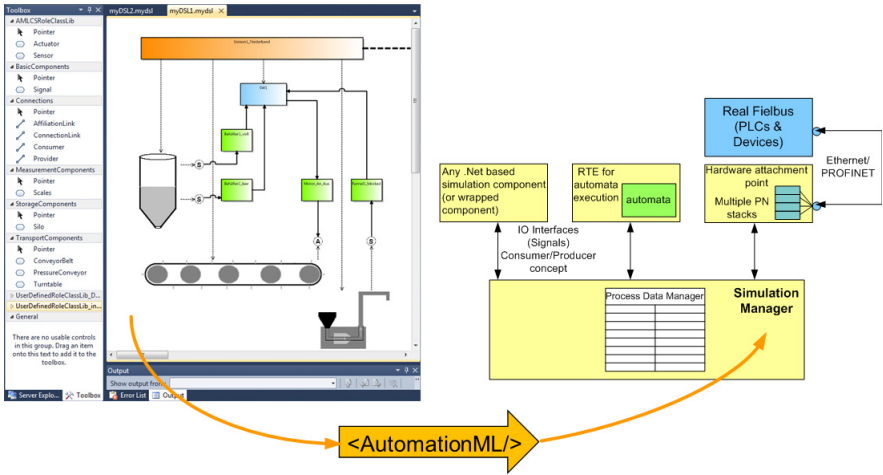 Toolbox
AMLCSRoleClassLib
Pointer
Actuator
Sensor
BasicComponents
Pointer
Signal
Connections
Pointer
AffiliationLink
ConnectionLink
Consumer
Provider
MeasurementComponents
Pointer
Scales
StorageComponents
Pointer
Silo
TransportComponents
Pointer
ConveyorBelt
PressureConveyor
Turntable
UserDefinedRoleClassLib_D...
UserDefinedRoleClassLib_in...
General
There are no usable controls
in this group. Drag an item
onto this text to add it to the
toolbox.
Server Explo...
Toolbox
myDSL2.mydsl
myDSL1.mydsl
S
S
A
S
Output
Show output from:
Error List
Output
Real Fielbus
(PLCs &
Devices)
Ethernet/
PROFINET
Any .Net based
simulation component
(or wrapped
component)
RTE for
automata
execution
automata
Hardware attachment
point
Multiple PN
stacks
IO Interfaces
(Signals)
Consumer/Producer
concept
Process Data Manager
Simulation
Manager
<AutomationML/>